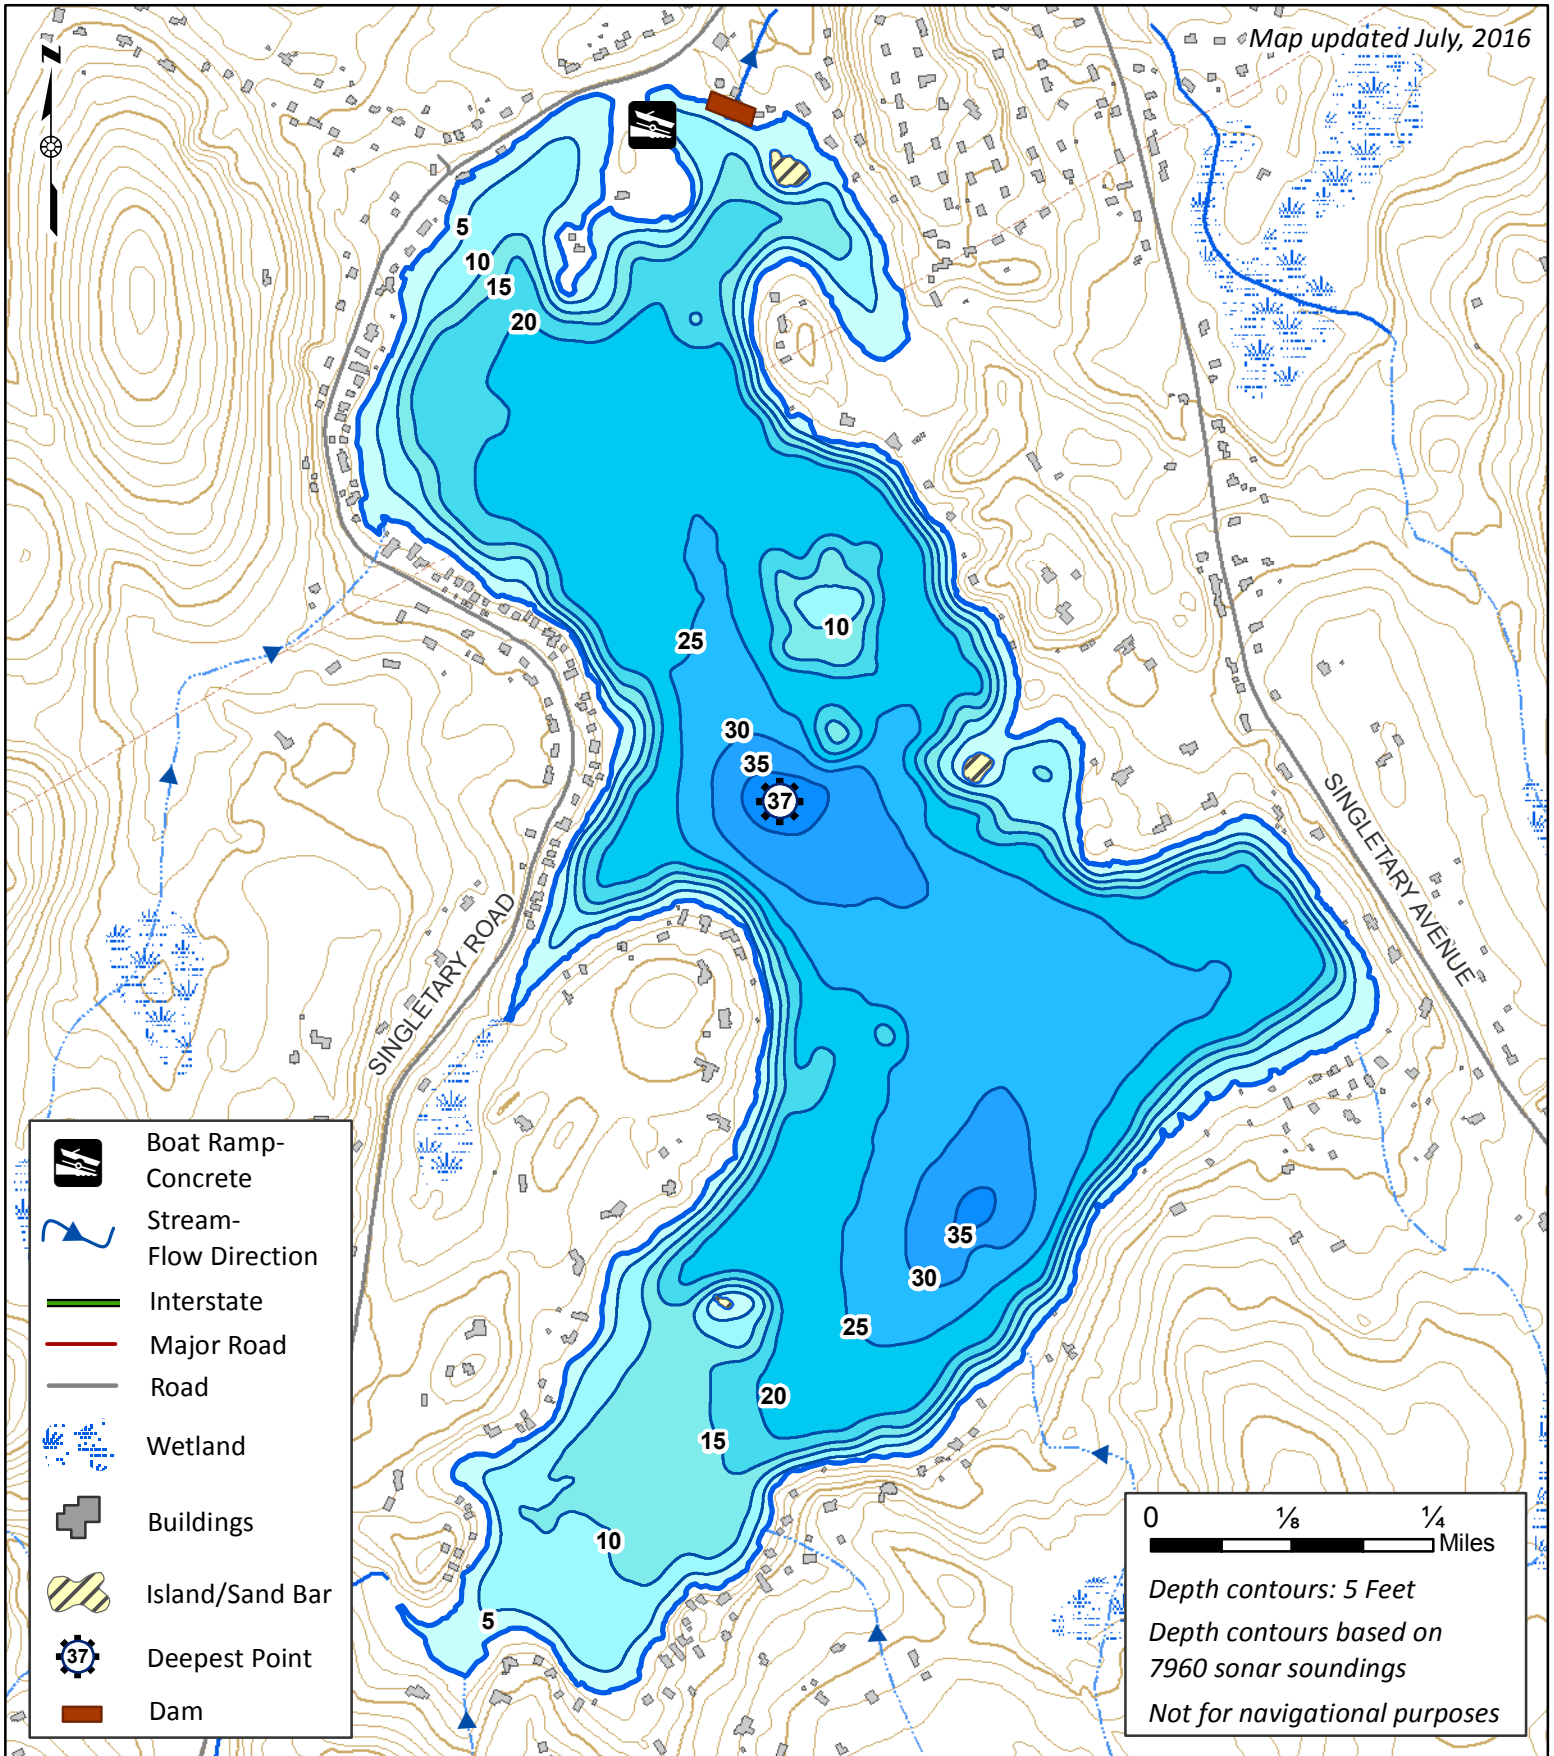 Map updated July, 2016
N
5
10
15
20
10
25
30
35
37
SINGLETARY ROAD
SINGLETARY AVENUE
35
30
25
20
15
10
5
Boat Ramp-
Concrete
Stream-
Flow Direction
Interstate
Major Road
Road
Wetland
Buildings
Island/Sand Bar
37
Deepest Point
Dam
0 ⅛ ¼
Miles
Depth contours: 5 Feet
Depth contours based on
7960 sonar soundings
Not for navigational purposes